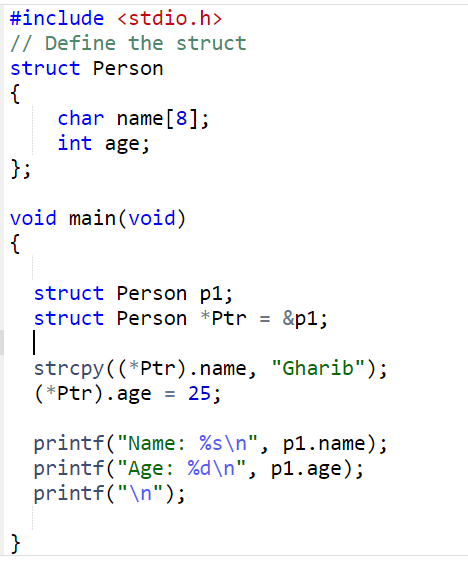 #include <stdio.h>
// Define the struct
struct Person
{
    char name[8];
    int age;
};
void main(void)
{
  struct Person p1;
  struct Person *Ptr = &p1;
  strcpy((*Ptr).name, "Gharib");
  (*Ptr).age = 25;
  printf("Name: %s\n", p1.name);
  printf("Age: %d\n", p1.age);
  printf("\n");
}